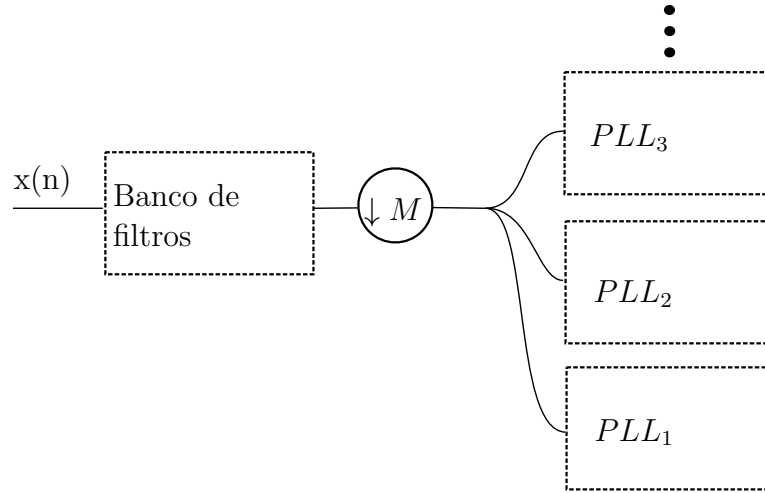 x(n)
Banco de
filtros
↓ M
PLL₃
PLL₂
PLL₁